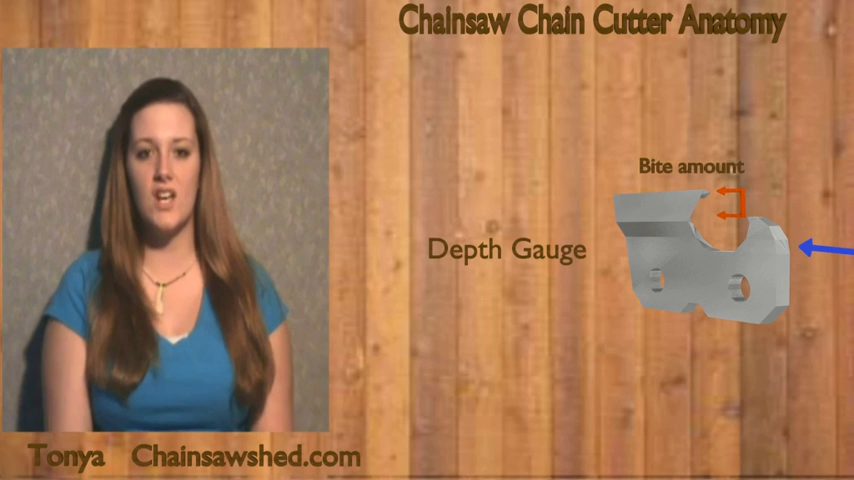 Chainsaw Chain Cutter Anatomy
Bite amount
Depth Gauge
Tonya Chainsawshed.com